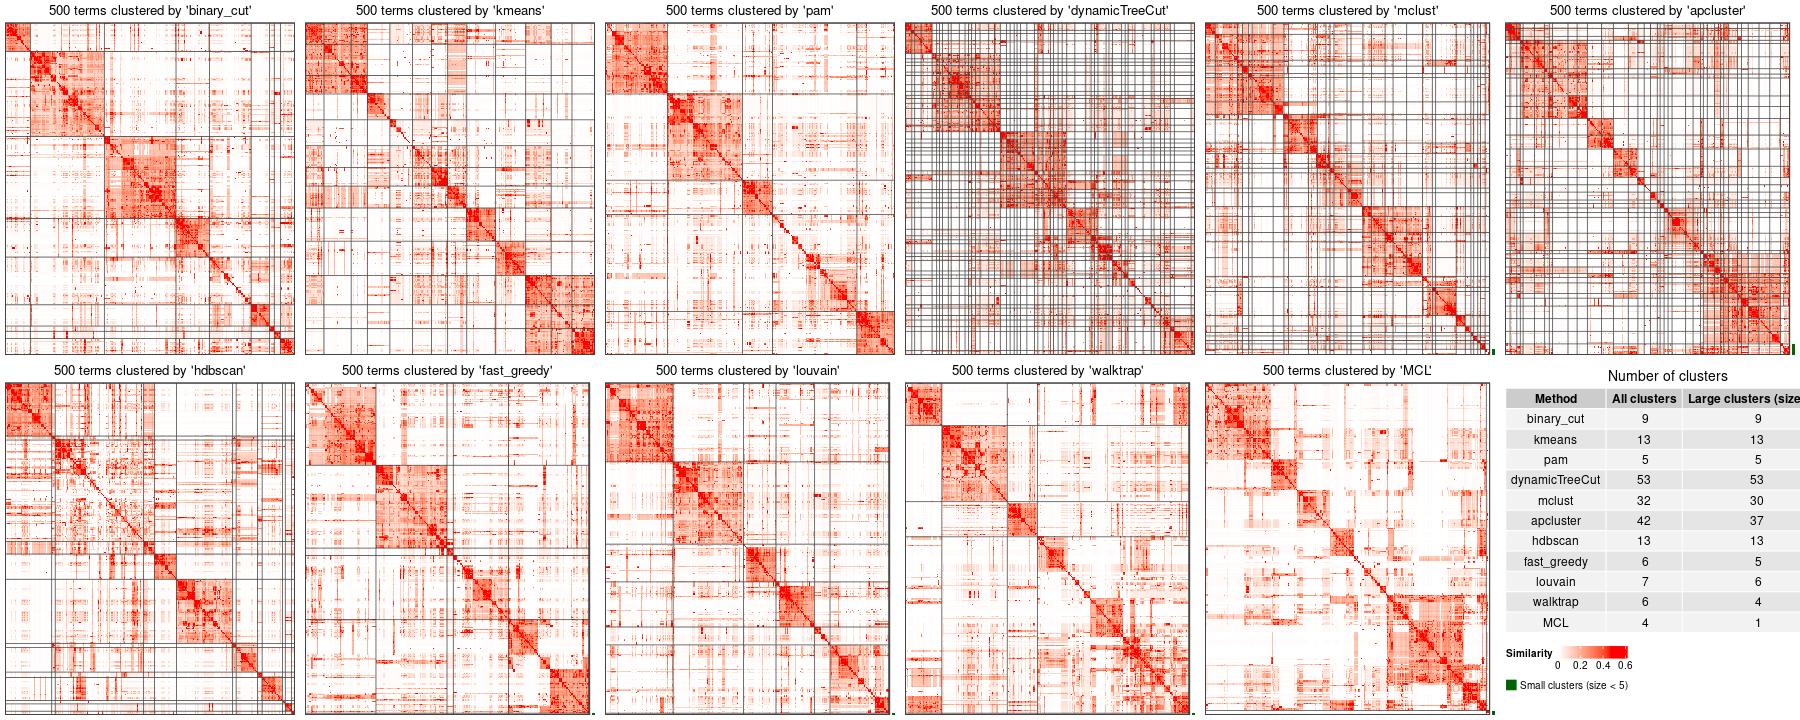 500 terms clustered by 'binary_cut'
500 terms clustered by 'kmeans'
500 terms clustered by 'pam'
500 terms clustered by 'dynamicTreeCut'
500 terms clustered by 'mclust'
500 terms clustered by 'apcluster'
500 terms clustered by 'hdbscan'
500 terms clustered by 'fast_greedy'
500 terms clustered by 'louvain'
500 terms clustered by 'walktrap'
500 terms clustered by 'MCL'
Number of clusters
Method All clusters Large clusters (size
binary_cut 9 9
kmeans 13 13
pam 5 5
dynamicTreeCut 53 53
mclust 32 30
apcluster 42 37
hdbscan 13 13
fast_greedy 6 5
louvain 7 6
walktrap 6 4
MCL 4 1
Similarity
0 0.2 0.4 0.6
Small clusters (size < 5)